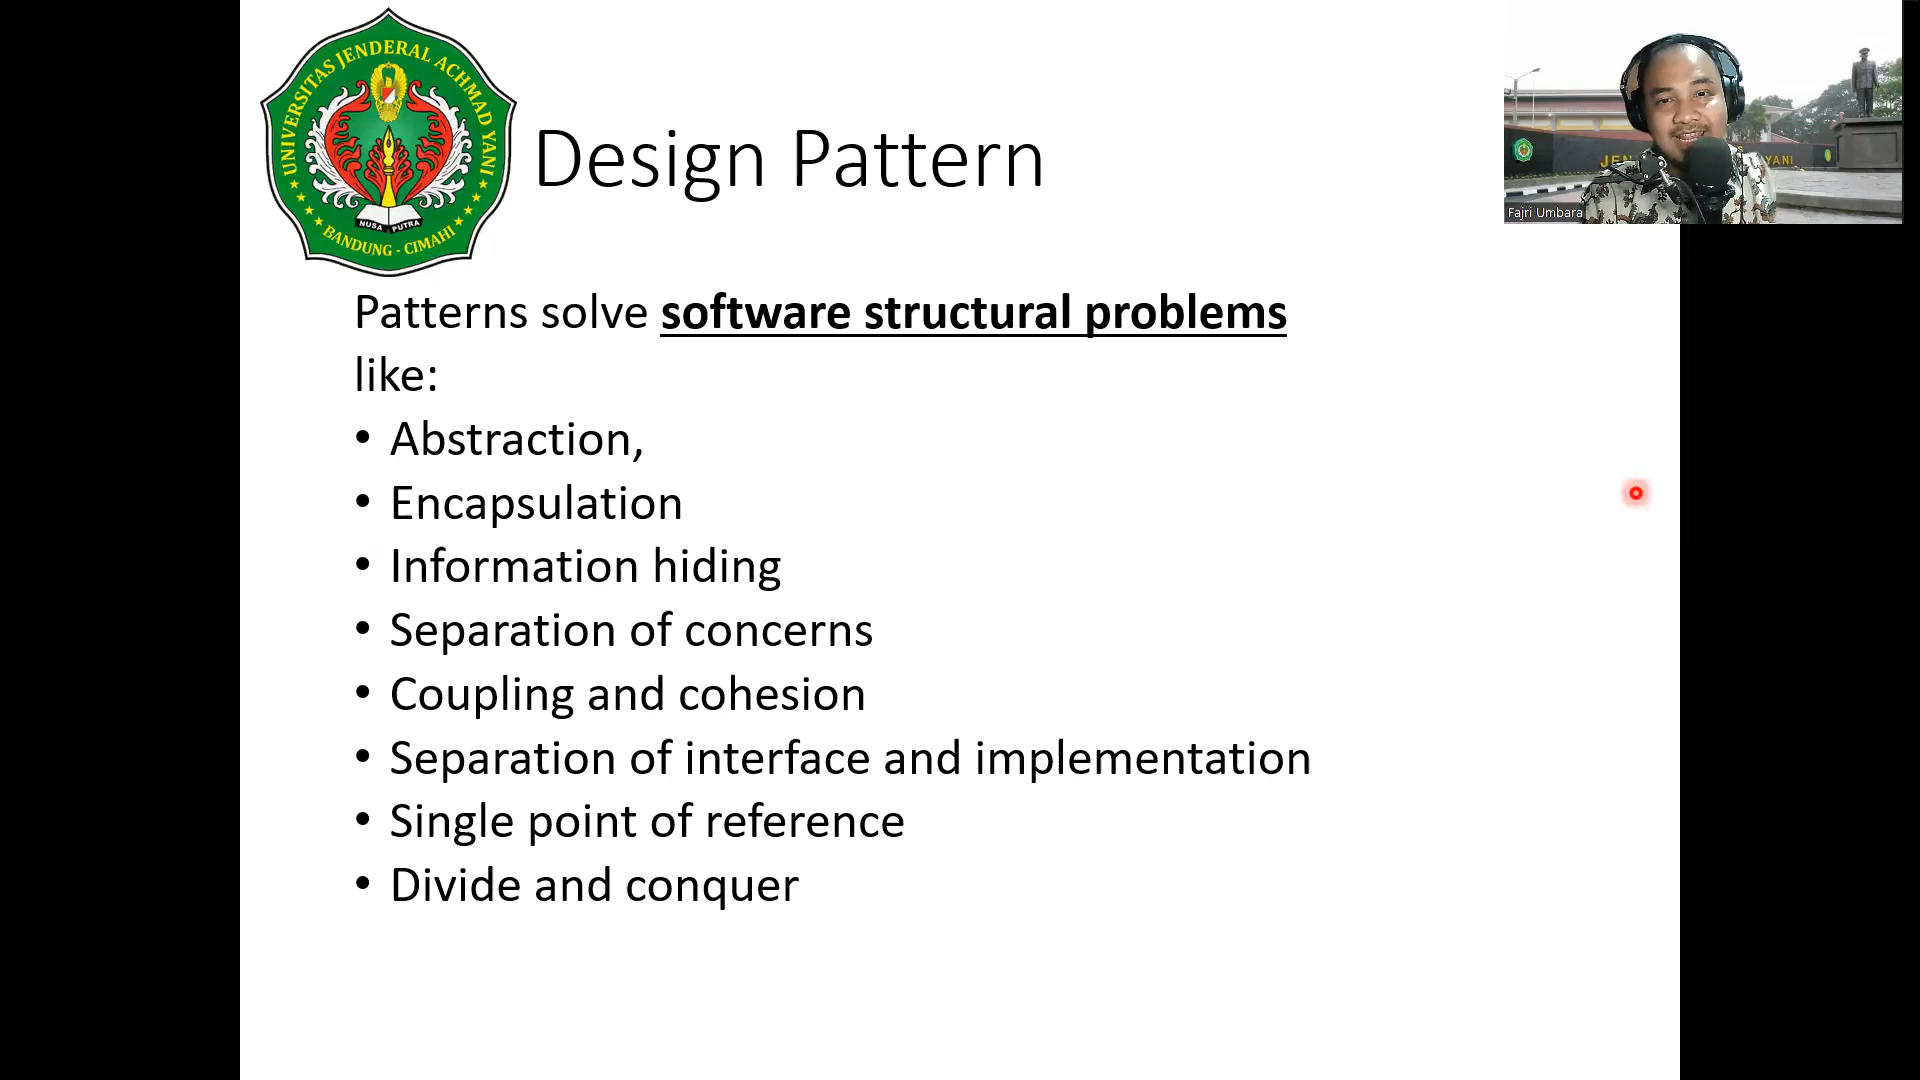 UNIVERSITAS JENDERAL ACHMAD YANI
NUSA PUTRA
BANDUNG - CIMAHI
Design Pattern
Fajri Umbara
YANI
Patterns solve software structural problems
like:
• Abstraction,
• Encapsulation
• Information hiding
• Separation of concerns
• Coupling and cohesion
• Separation of interface and implementation
• Single point of reference
• Divide and conquer